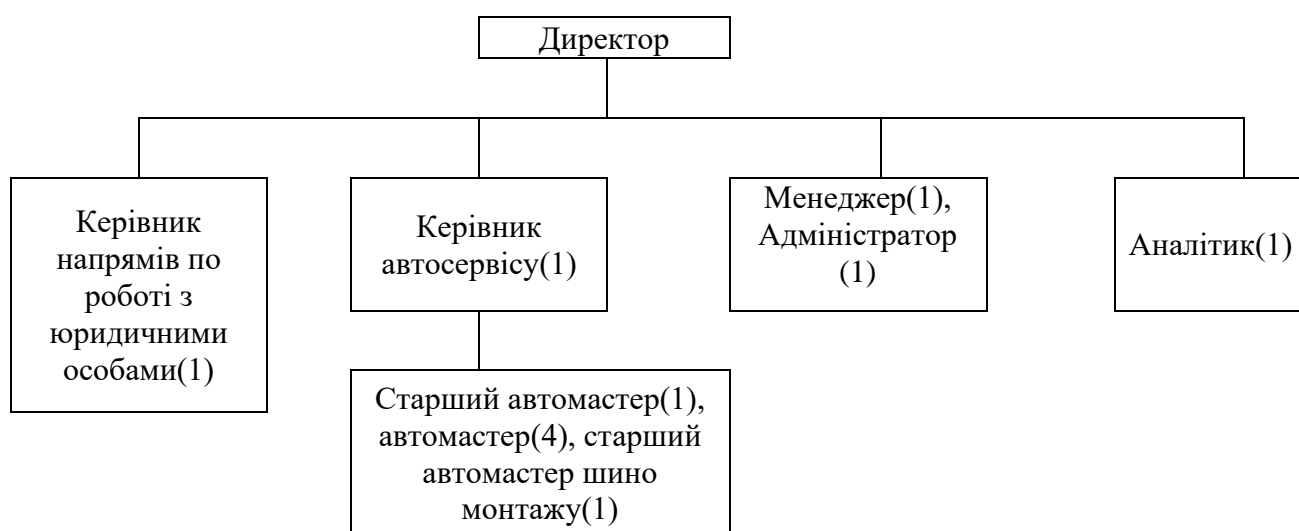 Директор
Керівник
напрямів по
роботі з
юридичними
особами(1)
Керівник
автосервісу(1)
Менеджер(1),
Адміністратор
(1)
Аналітик(1)
Старший автомастер(1),
автомастер(4), старший
автомастер шино
монтажу(1)